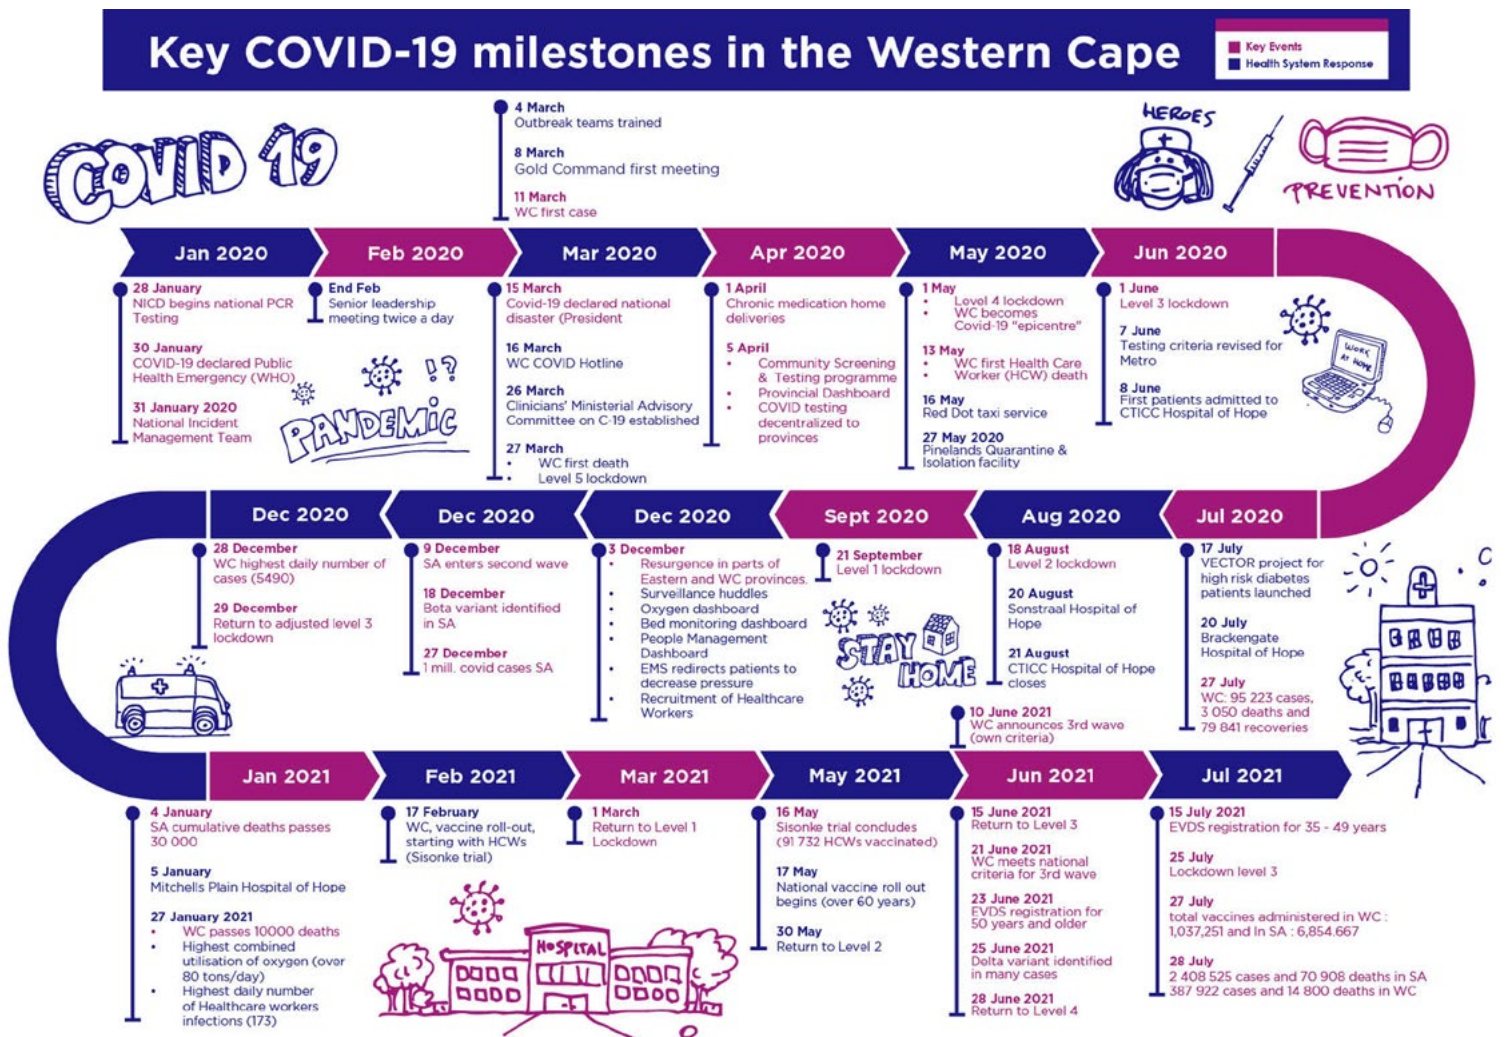 Key COVID-19 milestones in the Western Cape
Key Events
Health System Response
COVID 19
4 March
Outbreak teams trained
8 March
Gold Command first meeting
11 March
WC first case
HEROES
PREVENTION
Jan 2020
Feb 2020
Mar 2020
Apr 2020
May 2020
Jun 2020
28 January
NICD begins national PCR
Testing
30 January
COVID-19 declared Public
Health Emergency (WHO)
31 January 2020
National Incident
Management Team
End Feb
Senior leadership
meeting twice a day
!?
PANDEMIC
15 March
Covid-19 declared national
disaster (President
16 March
WC COVID Hotline
26 March
Clinicians' Ministerial Advisory
Committee on C-19 established
27 March
• WC first death
• Level 5 lockdown
1 April
Chronic medication home
deliveries
5 April
• Community Screening
& Testing programme
• Provincial Dashboard
• COVID testing
decentralized to
provinces
1 May
• Level 4 lockdown
• WC becomes
Covid-19 "epicentre"
13 May
• WC first Health Care
• Worker (HCW) death
16 May
Red Dot taxi service
27 May 2020
Pinelands Quarantine &
Isolation facility
1 June
Level 3 lockdown
7 June
Testing criteria revised for
Metro
8 June
First patients admitted to
CTICC Hospital of Hope
WORK
AT HOME
Dec 2020
Dec 2020
Dec 2020
Sept 2020
Aug 2020
Jul 2020
28 December
WC highest daily number of
cases (5490)
29 December
Return to adjusted level 3
lockdown
9 December
SA enters second wave
18 December
Beta variant identified
in SA
27 December
1 mill. covid cases SA
3 December
• Resurgence in parts of
Eastern and WC provinces.
• Surveillance huddles
• Oxygen dashboard
• Bed monitoring dashboard
• People Management
Dashboard
• EMS redirects patients to
decrease pressure
• Recruitment of Healthcare
Workers
21 September
Level 1 lockdown
STAY
HOME
18 August
Level 2 lockdown
20 August
Sonstraal Hospital of
Hope
21 August
CTICC Hospital of Hope
closes
17 July
VECTOR project for
high risk diabetes
patients launched
20 July
Brackengate
Hospital of Hope
27 July
WC: 95 223 cases,
3 050 deaths and
79 841 recoveries
10 June 2021
WC announces 3rd wave
(own criteria)
Jan 2021
Feb 2021
Mar 2021
May 2021
Jun 2021
Jul 2021
4 January
SA cumulative deaths passes
30 000
5 January
Mitchells Plain Hospital of Hope
27 January 2021
• WC passes 10000 deaths
• Highest combined
utilisation of oxygen (over
80 tons/day)
• Highest daily number
of Healthcare workers
infections (173)
17 February
WC, vaccine roll-out,
starting with HCWs
(Sisonke trial)
1 March
Return to Level 1
Lockdown
HOSPITAL
16 May
Sisonke trial concludes
(91 732 HCWs vaccinated)
17 May
National vaccine roll out
begins (over 60 years)
30 May
Return to Level 2
15 June 2021
Return to Level 3
21 June 2021
WC meets national
criteria for 3rd wave
23 June 2021
EVDS registration for
50 years and older
25 June 2021
Delta variant identified
in many cases
28 June 2021
Return to Level 4
15 July 2021
EVDS registration for 35 - 49 years
25 July
Lockdown level 3
27 July
total vaccines administered in WC :
1,037,251 and In SA : 6,854.667
28 July
2 408 525 cases and 70 908 deaths in SA
387 922 cases and 14 800 deaths in WC